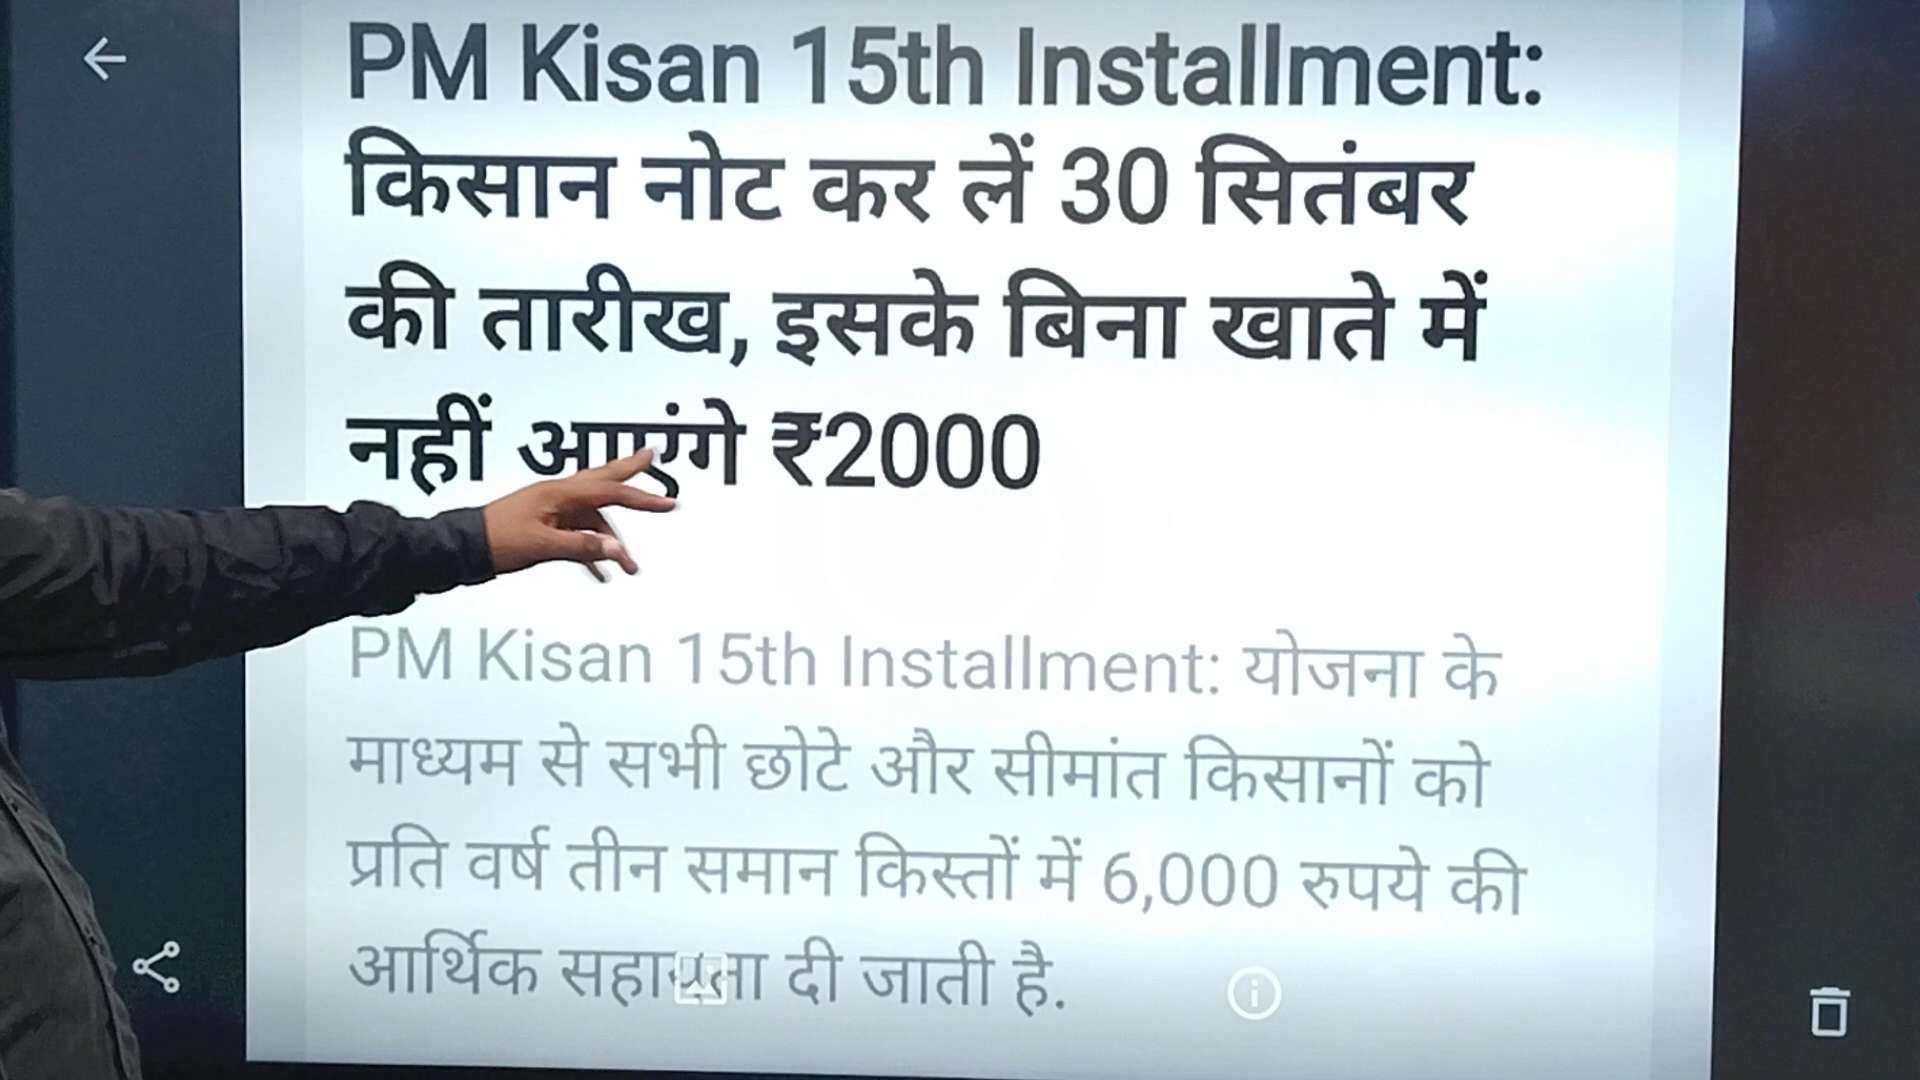 PM Kisan 15th Installment:
किसान नोट कर लें 30 सितंबर
की तारीख, इसके बिना खाते में
नहीं आएंगे ₹2000
PM Kisan 15th Installment: योजना के
माध्यम से सभी छोटे और सीमांत किसानों को
प्रति वर्ष तीन समान किस्तों में 6,000 रुपये की
आर्थिक सहायता दी जाती है.